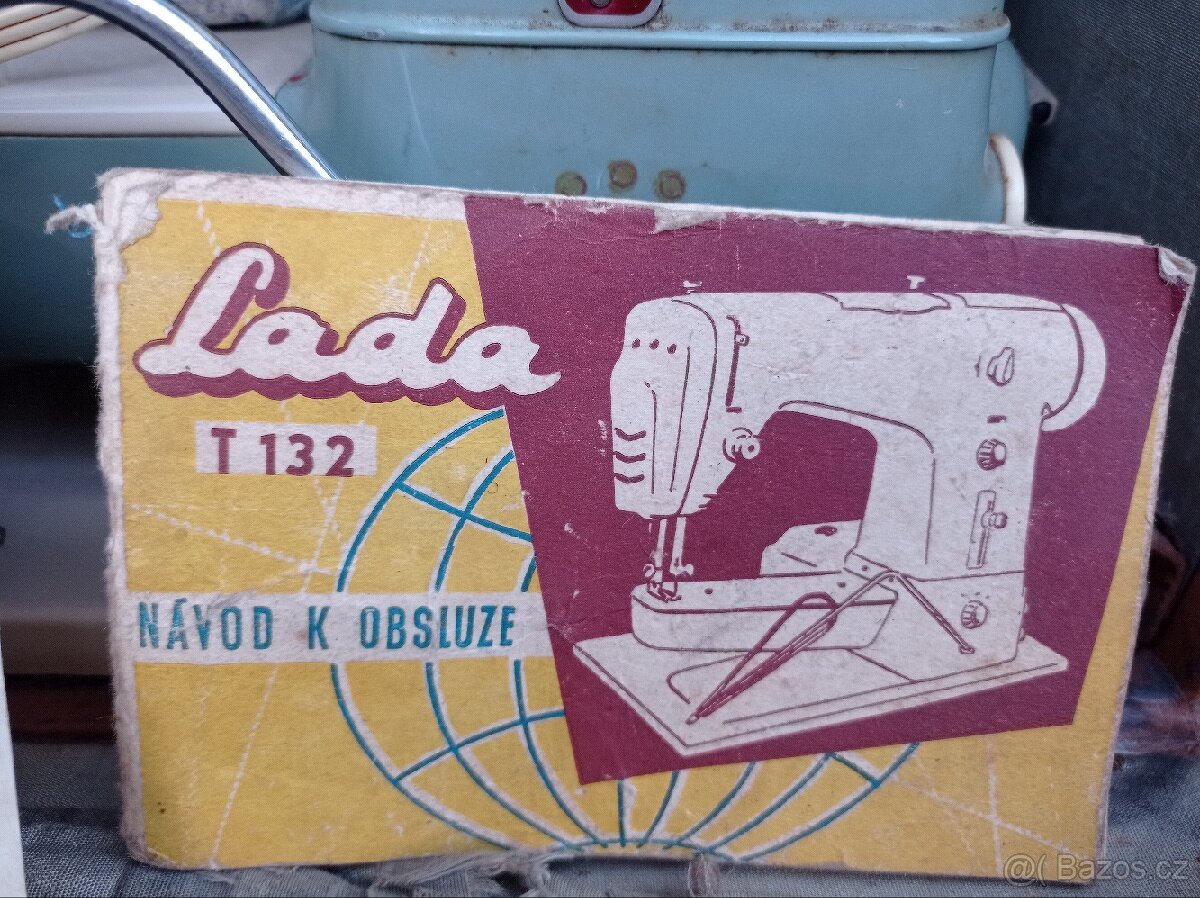 Lada
T 132
NÁVOD K OBSLUZE
@( Bazos.cz